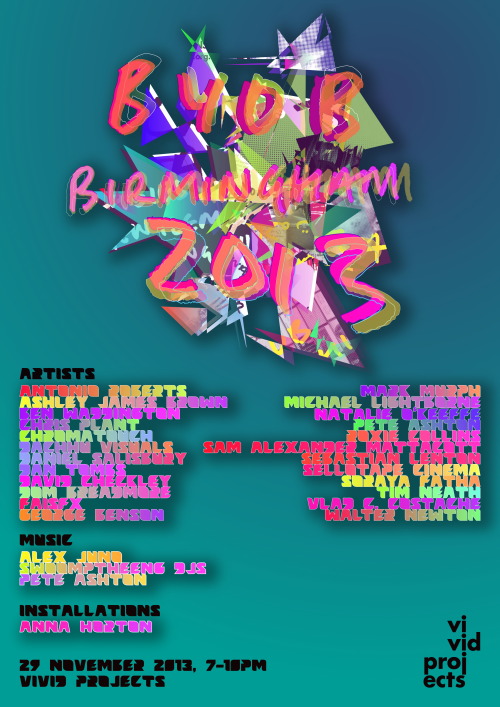 BYOB
BIRMINGHAM
2013
ARTISTS
ANTONIO ROBERTS
ASHLEY JAMES BROWN
BEN WADDINGTON
CHRIS PLANT
CHROMATOUCH
VISUALS
DANIEL SALISBURY
DAN TOMBS
DAVID CHECKLEY
DOM BREADMORE
GEORGE BENSON
MARK MURPH
MICHAEL LIGHTBORNE
NATALIE O'KEEFFE
PETE ASHTON
ROXIE COLLINS
SAM ALEXANDER MATTACOTT
SEBASTIAN LENTON
SELLOTAPE CINEMA
SORAYA FATHA
TIM NEATH
VLAD C. COSTACHE
WALTER NEWTON
MUSIC
ALEX JUNO
SWOOMPTHEENG DJS
PETE ASHTON
INSTALLATIONS
ANNA HORTON
29 NOVEMBER 2013, 7-10PM
VIVID PROJECTS
vi
vid
proj
ects